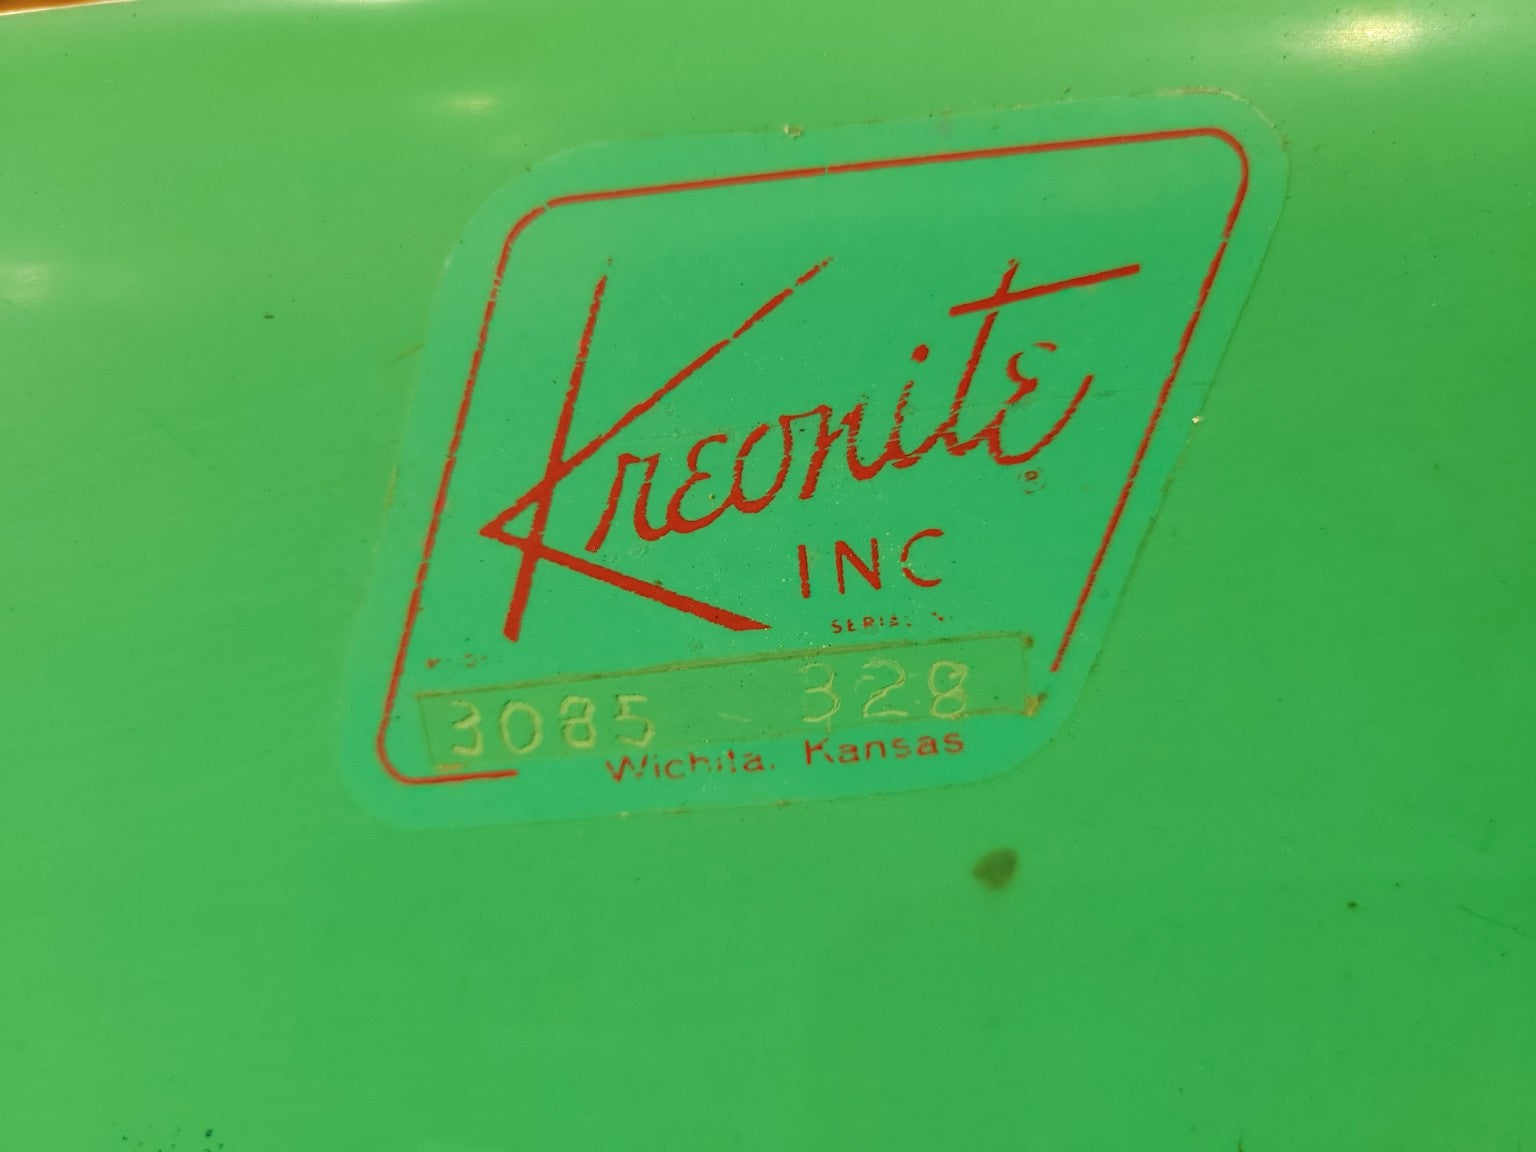 Kreonite
INC
3085 328
Wichita, Kansas